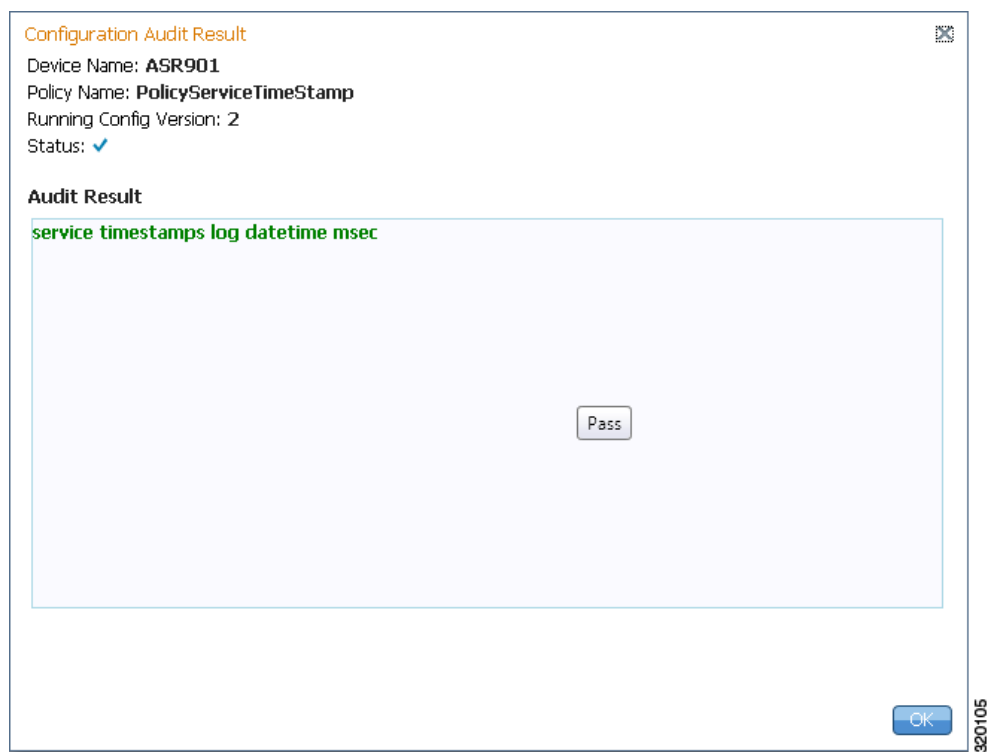 Configuration Audit Result
Device Name: ASR901
Policy Name: PolicyServiceTimeStamp
Running Config Version: 2
Status:
Audit Result
service timestamps log datetime msec
Pass
OK
320105